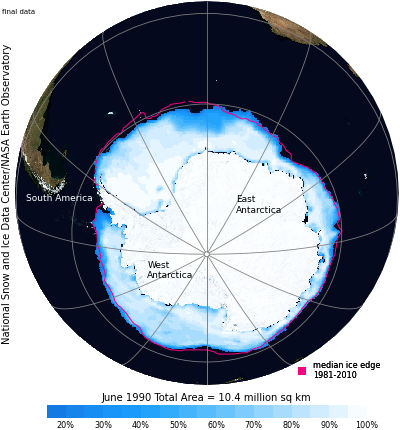 final data
National Snow and Ice Data Center/NASA Earth Observatory
South America
East
Antarctica
West
Antarctica
median ice edge
1981-2010
June 1990 Total Area = 10.4 million sq km
20% 30% 40% 50% 60% 70% 80% 90% 100%